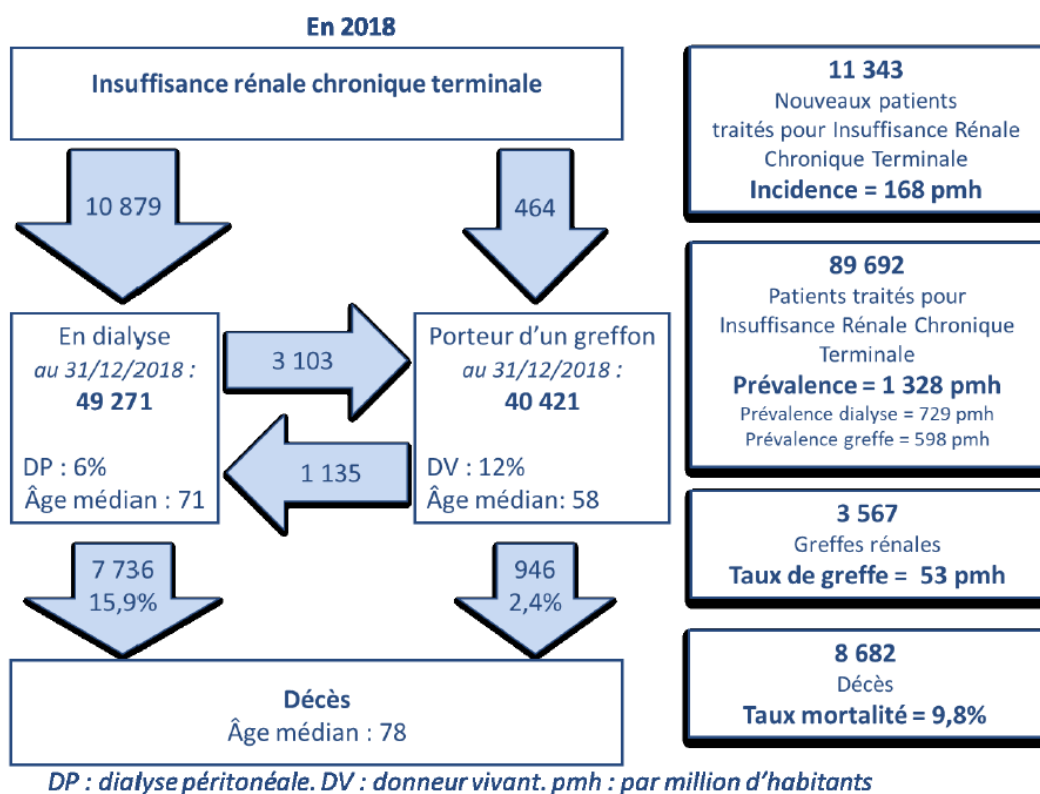 En 2018
Insuffisance rénale chronique terminale
10 879
464
En dialyse
au 31/12/2018 :
49 271
DP : 6%
Âge médian : 71
3 103
1 135
Porteur d'un greffon
au 31/12/2018 :
40 421
DV : 12%
Âge médian: 58
7 736
15,9%
946
2,4%
Décès
Âge médian : 78
11 343
Nouveaux patients
traités pour Insuffisance Rénale
Chronique Terminale
Incidence = 168 pmh
89 692
Patients traités pour
Insuffisance Rénale Chronique
Terminale
Prévalence = 1 328 pmh
Prévalence dialyse = 729 pmh
Prévalence greffe = 598 pmh
3 567
Greffes rénales
Taux de greffe = 53 pmh
8 682
Décès
Taux mortalité = 9,8%
DP : dialyse péritonéale. DV : donneur vivant. pmh : par million d'habitants